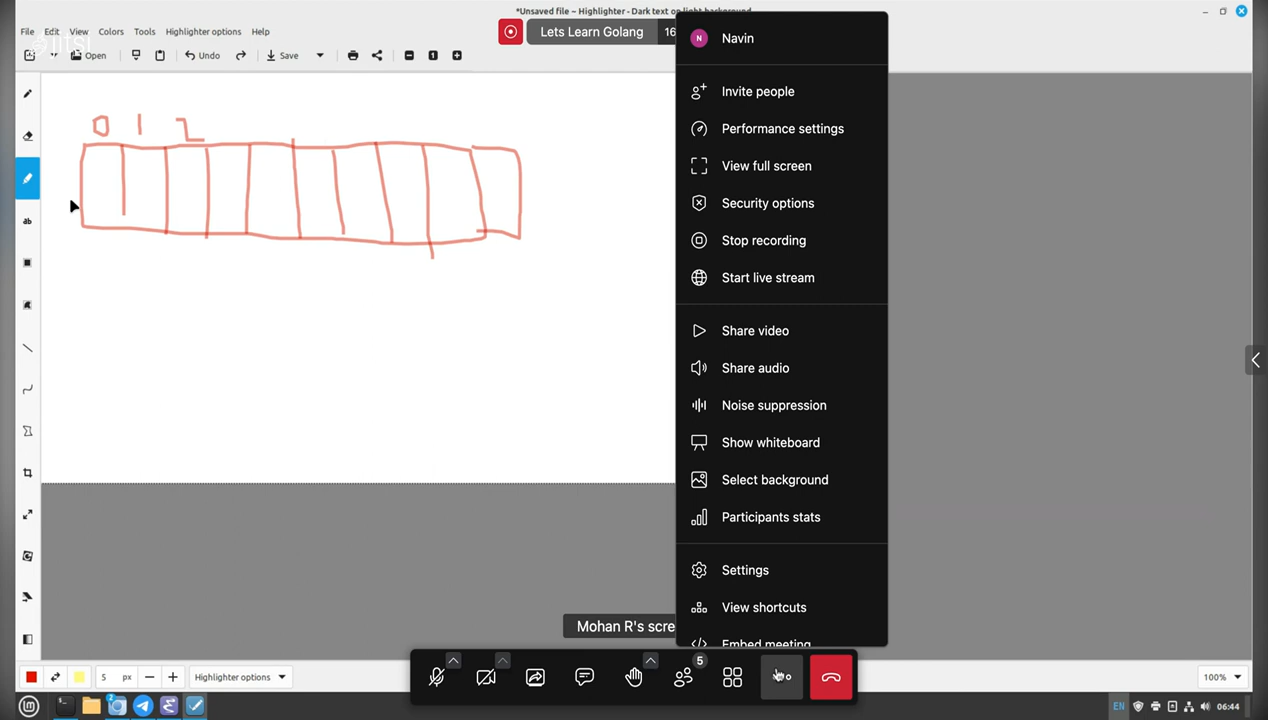 *Unsaved file – Highlighter - Dark text on light background
File Edit View Colors Tools Highlighter options Help
Lets Learn Golang 16
Open Undo Save
0 1 2
N Navin
Invite people
Performance settings
View full screen
Security options
Stop recording
Start live stream
Share video
Share audio
Noise suppression
Show whiteboard
Select background
Participants stats
Settings
View shortcuts
Embed meeting
Mohan R's scre
5
5 px Highlighter options 100%
2 EN 06:44